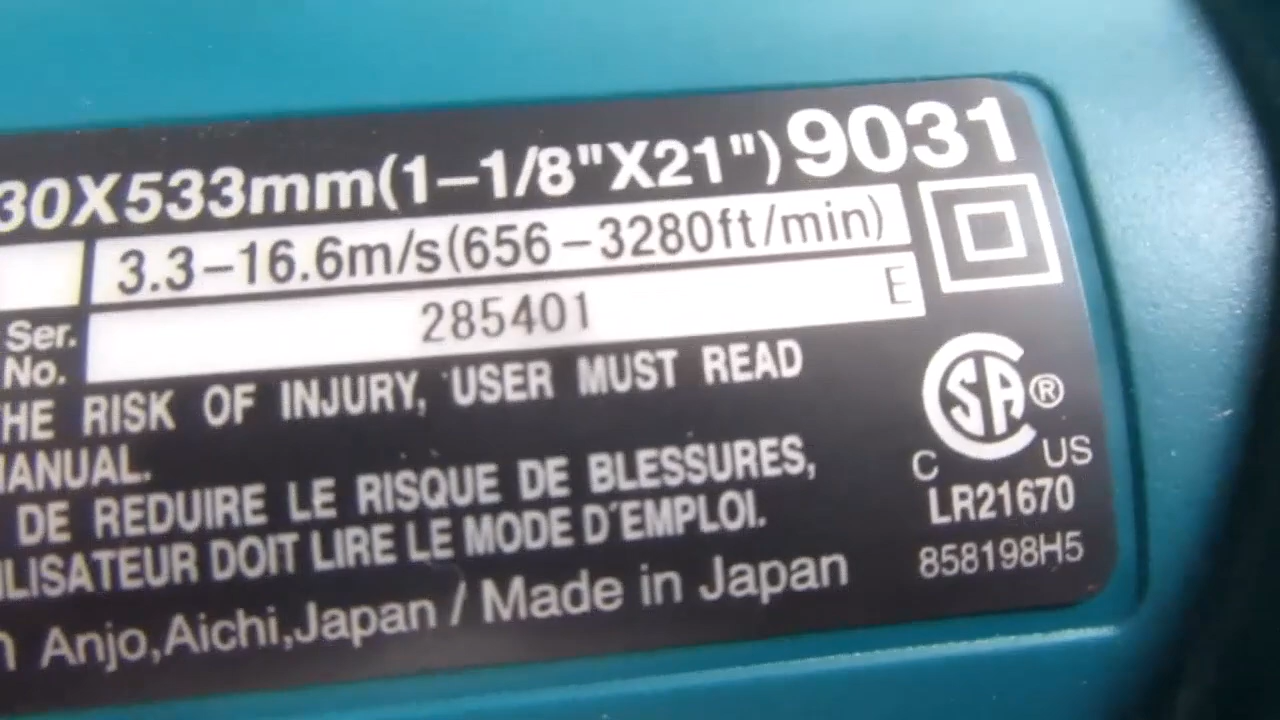 30X533mm(1–1/8"X21") 9031
3.3–16.6m/s(656–3280ft/min)
Ser. No. 285401 E
HE RISK OF INJURY, USER MUST READ
MANUAL.
DE REDUIRE LE RISQUE DE BLESSURES,
ILISATEUR DOIT LIRE LE MODE D'EMPLOI.
Anjo,Aichi,Japan / Made in Japan
SA ®
C US
LR21670
858198H5